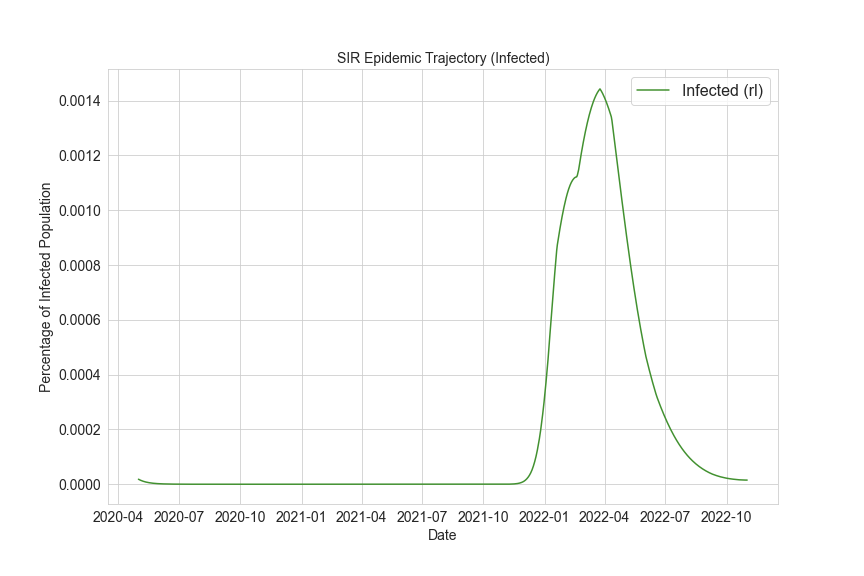 SIR Epidemic Trajectory (Infected)
Infected (rI)
Percentage of Infected Population
0.0014
0.0012
0.0010
0.0008
0.0006
0.0004
0.0002
0.0000
2020-04 2020-07 2020-10 2021-01 2021-04 2021-07 2021-10 2022-01 2022-04 2022-07 2022-10
Date